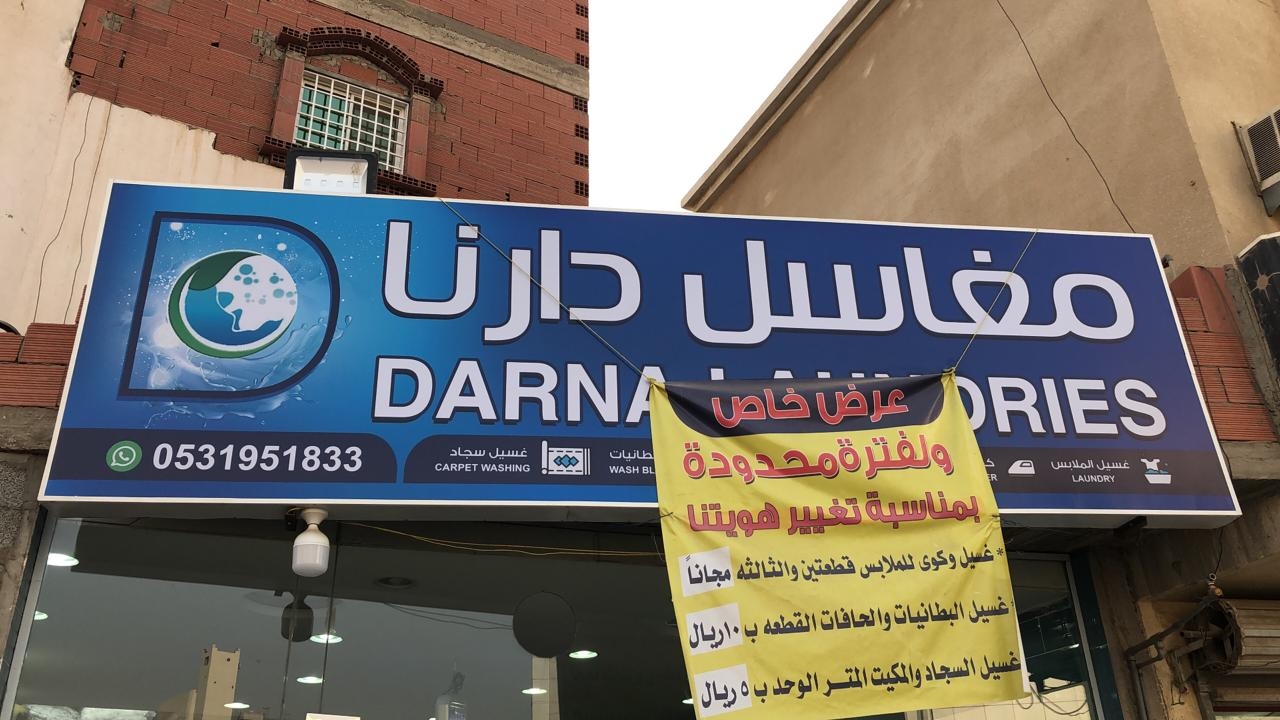 مغاسل دارنا
DARNA LAUNDRIES
0531951833
غسيل سجاد
CARPET WASHING
WASH
غسيل الملابس
LAUNDRY
عرض خاص
ولفترة محدودة
بمناسبة تغيير هويتنا
* غسيل وكوى للملابس قطعتين والثالثه مجاناً
* غسيل البطانيات والحافات القطعه ب ١٠ ريال
غسيل السجاد والمكيت المتر الوحد ب ٥ ريال